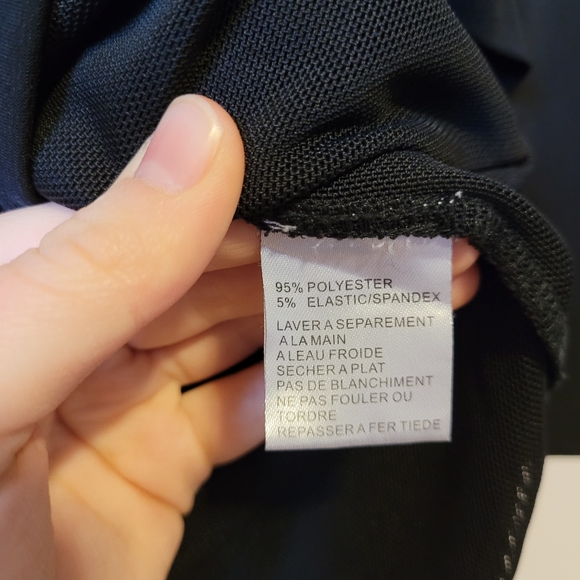 95% POLYESTER
5% ELASTIC/SPANDEX
LAVER A SEPAREMENT
A LA MAIN
A LEAU FROIDE
SECHER A PLAT
PAS DE BLANCHIMENT
NE PAS FOULER OU
TORDRE
REPASSER A FER TIEDE